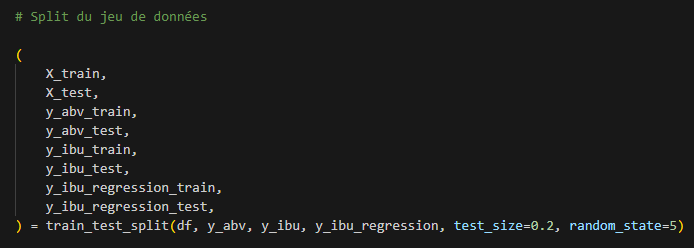 # Split du jeu de données
(
X_train,
X_test,
y_abv_train,
y_abv_test,
y_ibu_train,
y_ibu_test,
y_ibu_regression_train,
y_ibu_regression_test,
) = train_test_split(df, y_abv, y_ibu, y_ibu_regression, test_size=0.2, random_state=5)